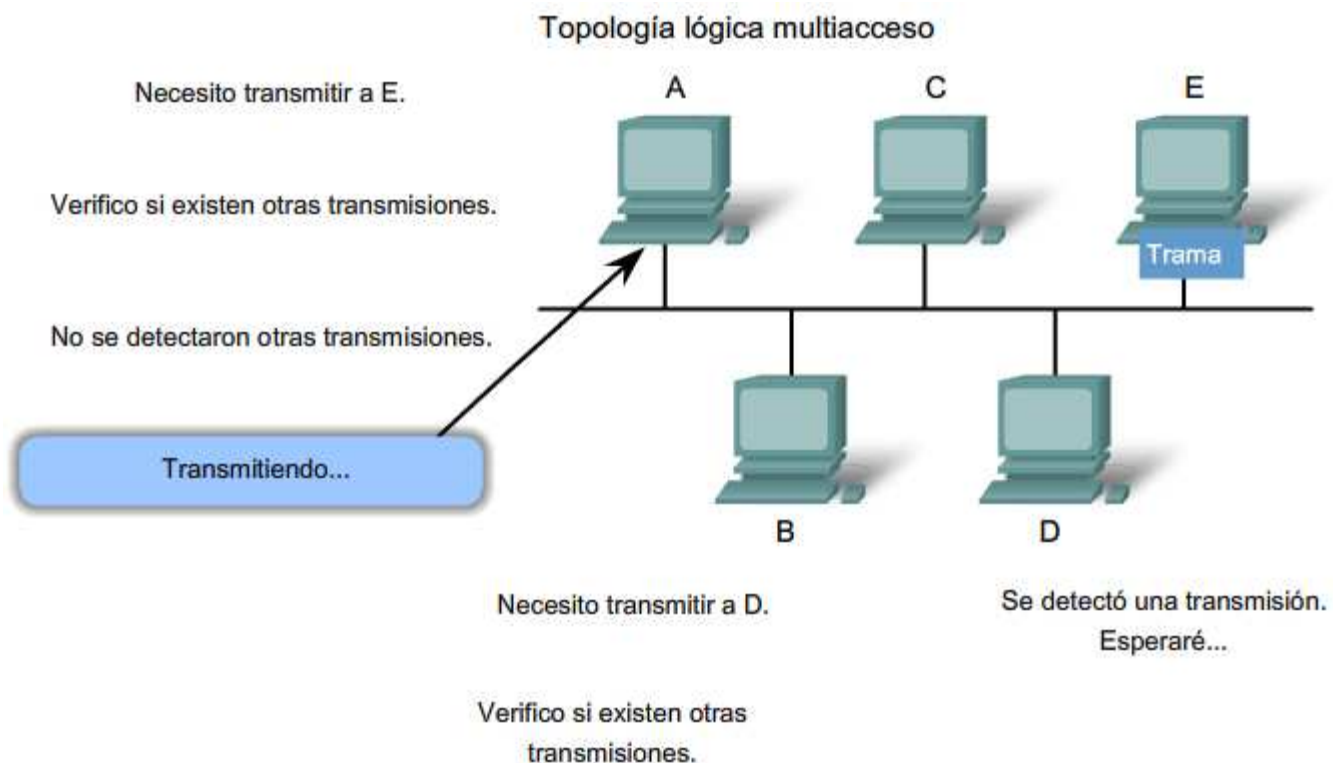 Topología lógica multiacceso
Necesito transmitir a E.
A
C
E
Verifico si existen otras transmisiones.
Trama
No se detectaron otras transmisiones.
Transmitiendo...
B
D
Necesito transmitir a D.
Se detectó una transmisión.
Esperaré...
Verifico si existen otras
transmisiones.